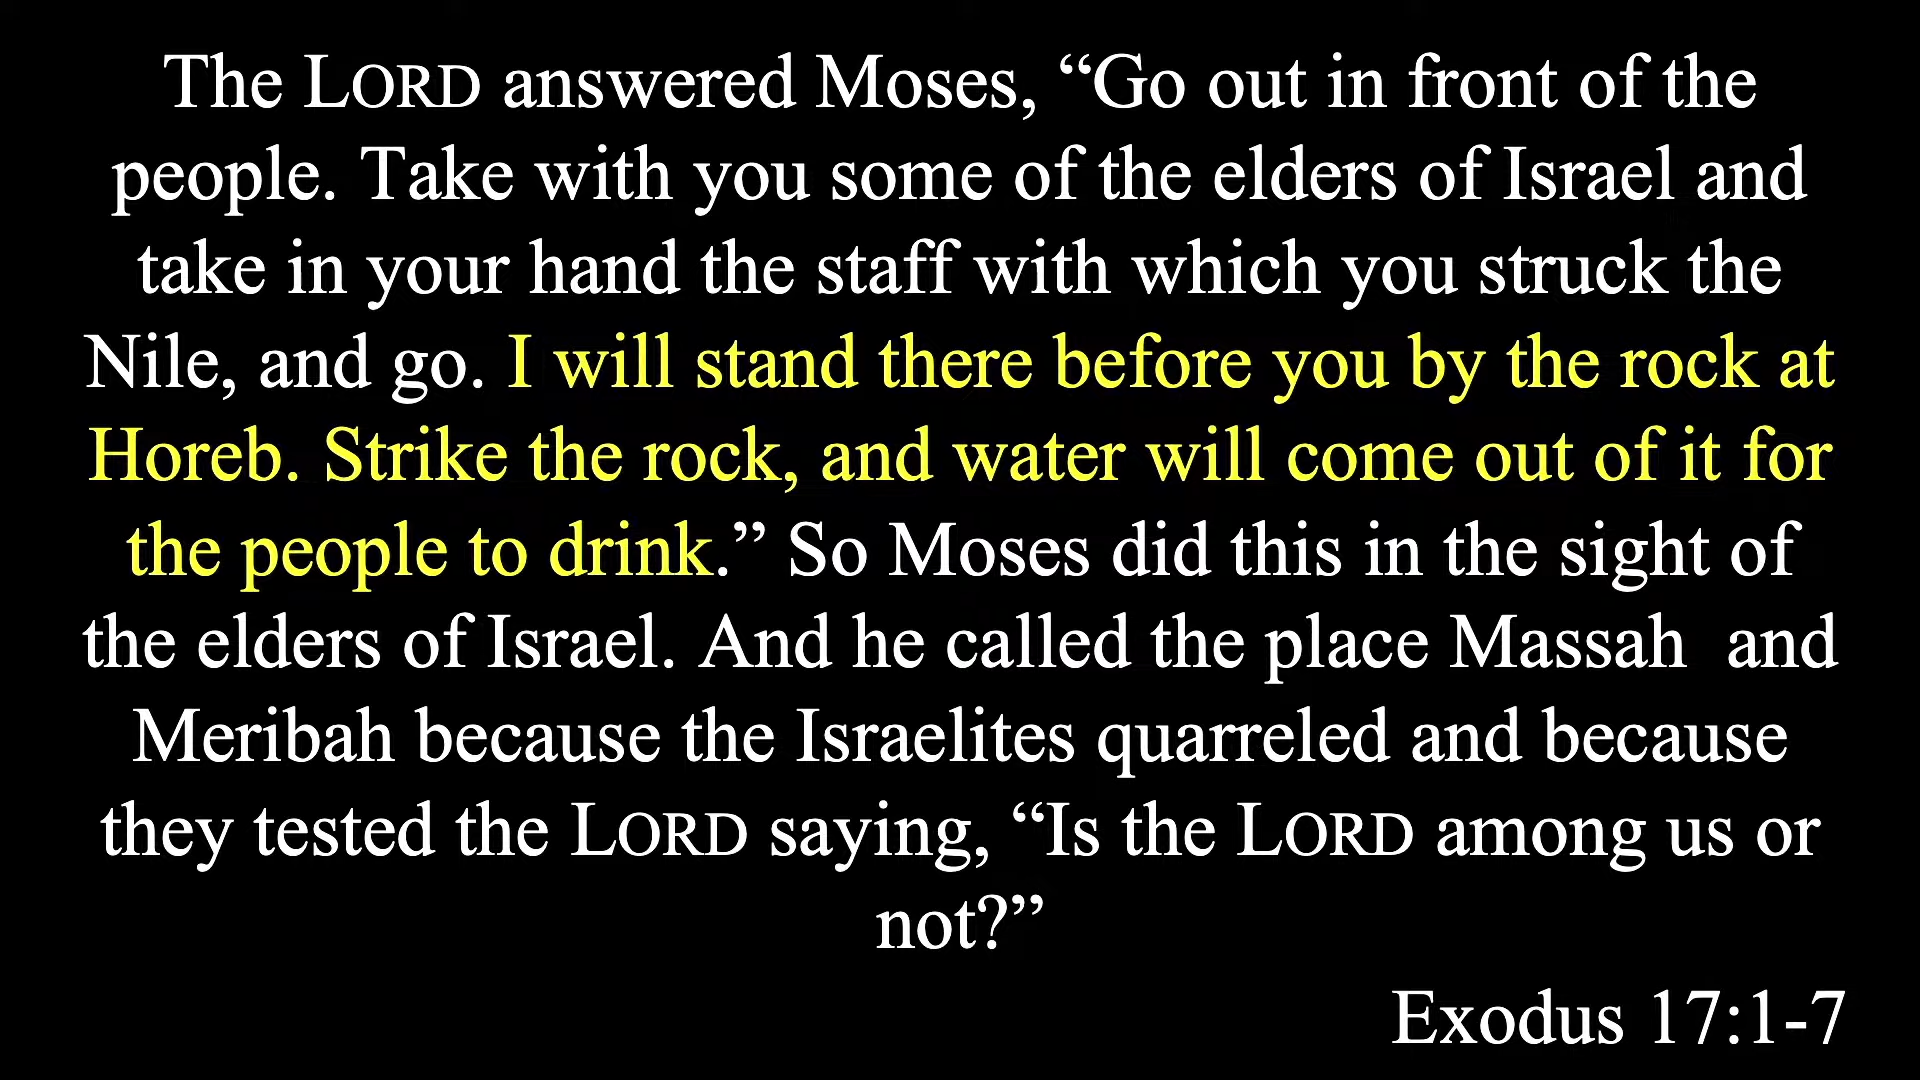 The LORD answered Moses, “Go out in front of the
people. Take with you some of the elders of Israel and
take in your hand the staff with which you struck the
Nile, and go. I will stand there before you by the rock at
Horeb. Strike the rock, and water will come out of it for
the people to drink.” So Moses did this in the sight of
the elders of Israel. And he called the place Massah  and
Meribah because the Israelites quarreled and because
they tested the LORD saying, “Is the LORD among us or
not?”
Exodus 17:1-7